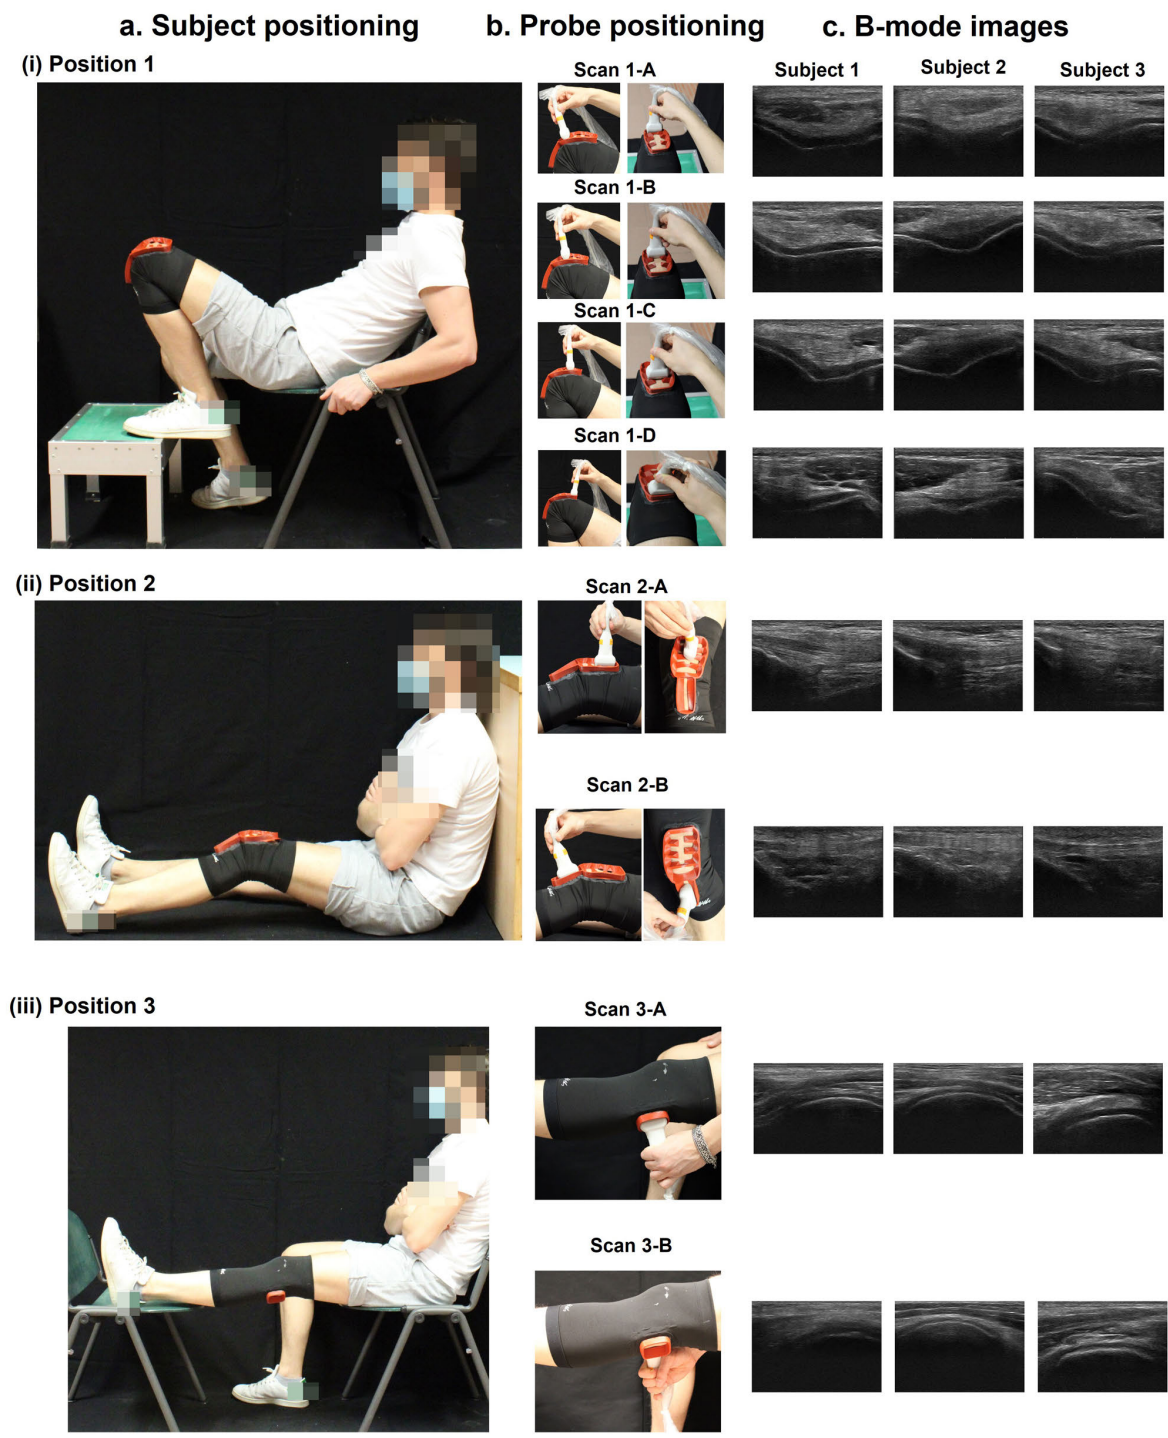 a. Subject positioning
b. Probe positioning
c. B-mode images
(i) Position 1
Scan 1-A
Subject 1
Subject 2
Subject 3
Scan 1-B
Scan 1-C
Scan 1-D
(ii) Position 2
Scan 2-A
Scan 2-B
(iii) Position 3
Scan 3-A
Scan 3-B